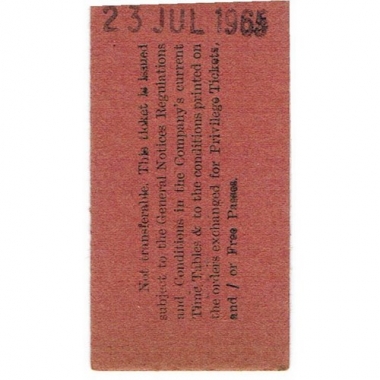 23 JUL 1965
Not transferable. This ticket is issued
subject to the General Notices Regulations
and Conditions in the Company's current
Time Tables & to the conditions printed on
the orders exchanged for Privilege Tickets,
and / or Free Passes.